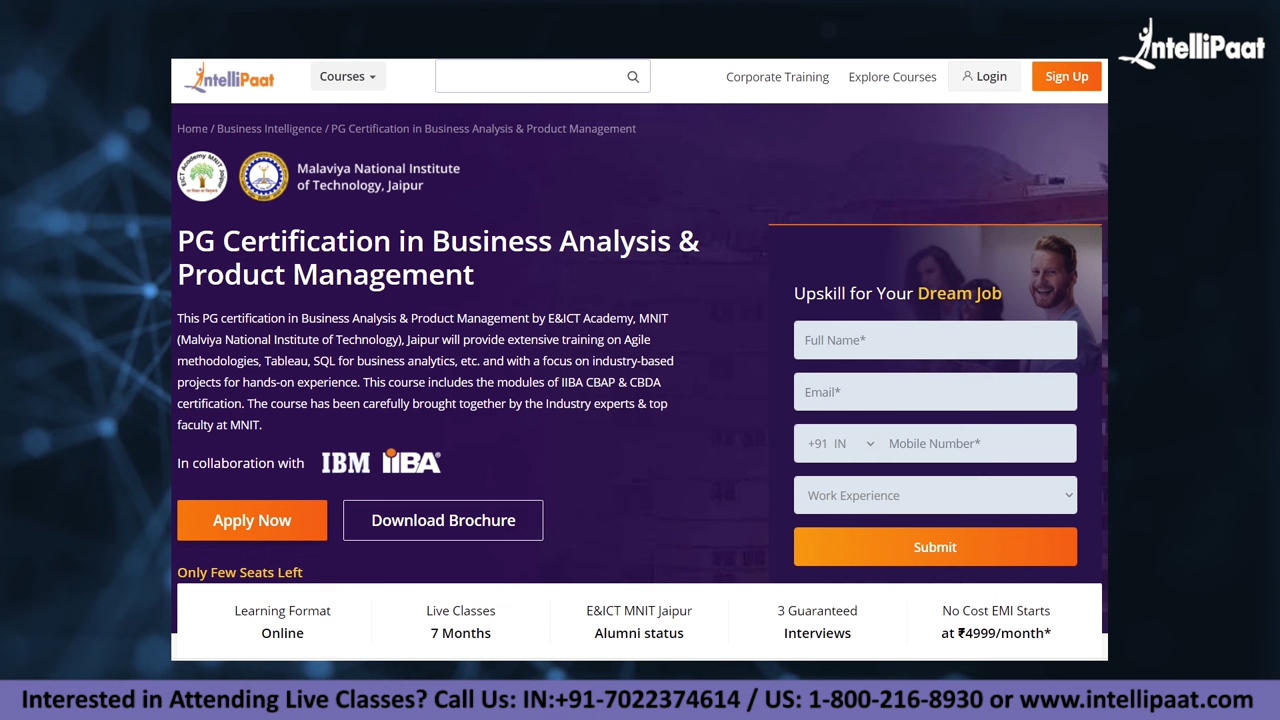 IntelliPaat
IntelliPaat
Courses
Corporate Training
Explore Courses
Login
Sign Up
Home / Business Intelligence / PG Certification in Business Analysis & Product Management
E&ICT Academy MNIT Jaipur
Malaviya National Institute
of Technology, Jaipur
PG Certification in Business Analysis &
Product Management
This PG certification in Business Analysis & Product Management by E&ICT Academy, MNIT
(Malviya National Institute of Technology), Jaipur will provide extensive training on Agile
methodologies, Tableau, SQL for business analytics, etc. and with a focus on industry-based
projects for hands-on experience. This course includes the modules of IIBA CBAP & CBDA
certification. The course has been carefully brought together by the Industry experts & top
faculty at MNIT.
In collaboration with IBM IIBA®
Apply Now
Download Brochure
Only Few Seats Left
Upskill for Your Dream Job
Full Name*
Email*
+91 IN Mobile Number*
Work Experience
Submit
Learning Format
Online
Live Classes
7 Months
E&ICT MNIT Jaipur
Alumni status
3 Guaranteed
Interviews
No Cost EMI Starts
at ₹4999/month*
Interested in Attending Live Classes? Call Us: IN:+91-7022374614 / US: 1-800-216-8930 or www.intellipaat.com